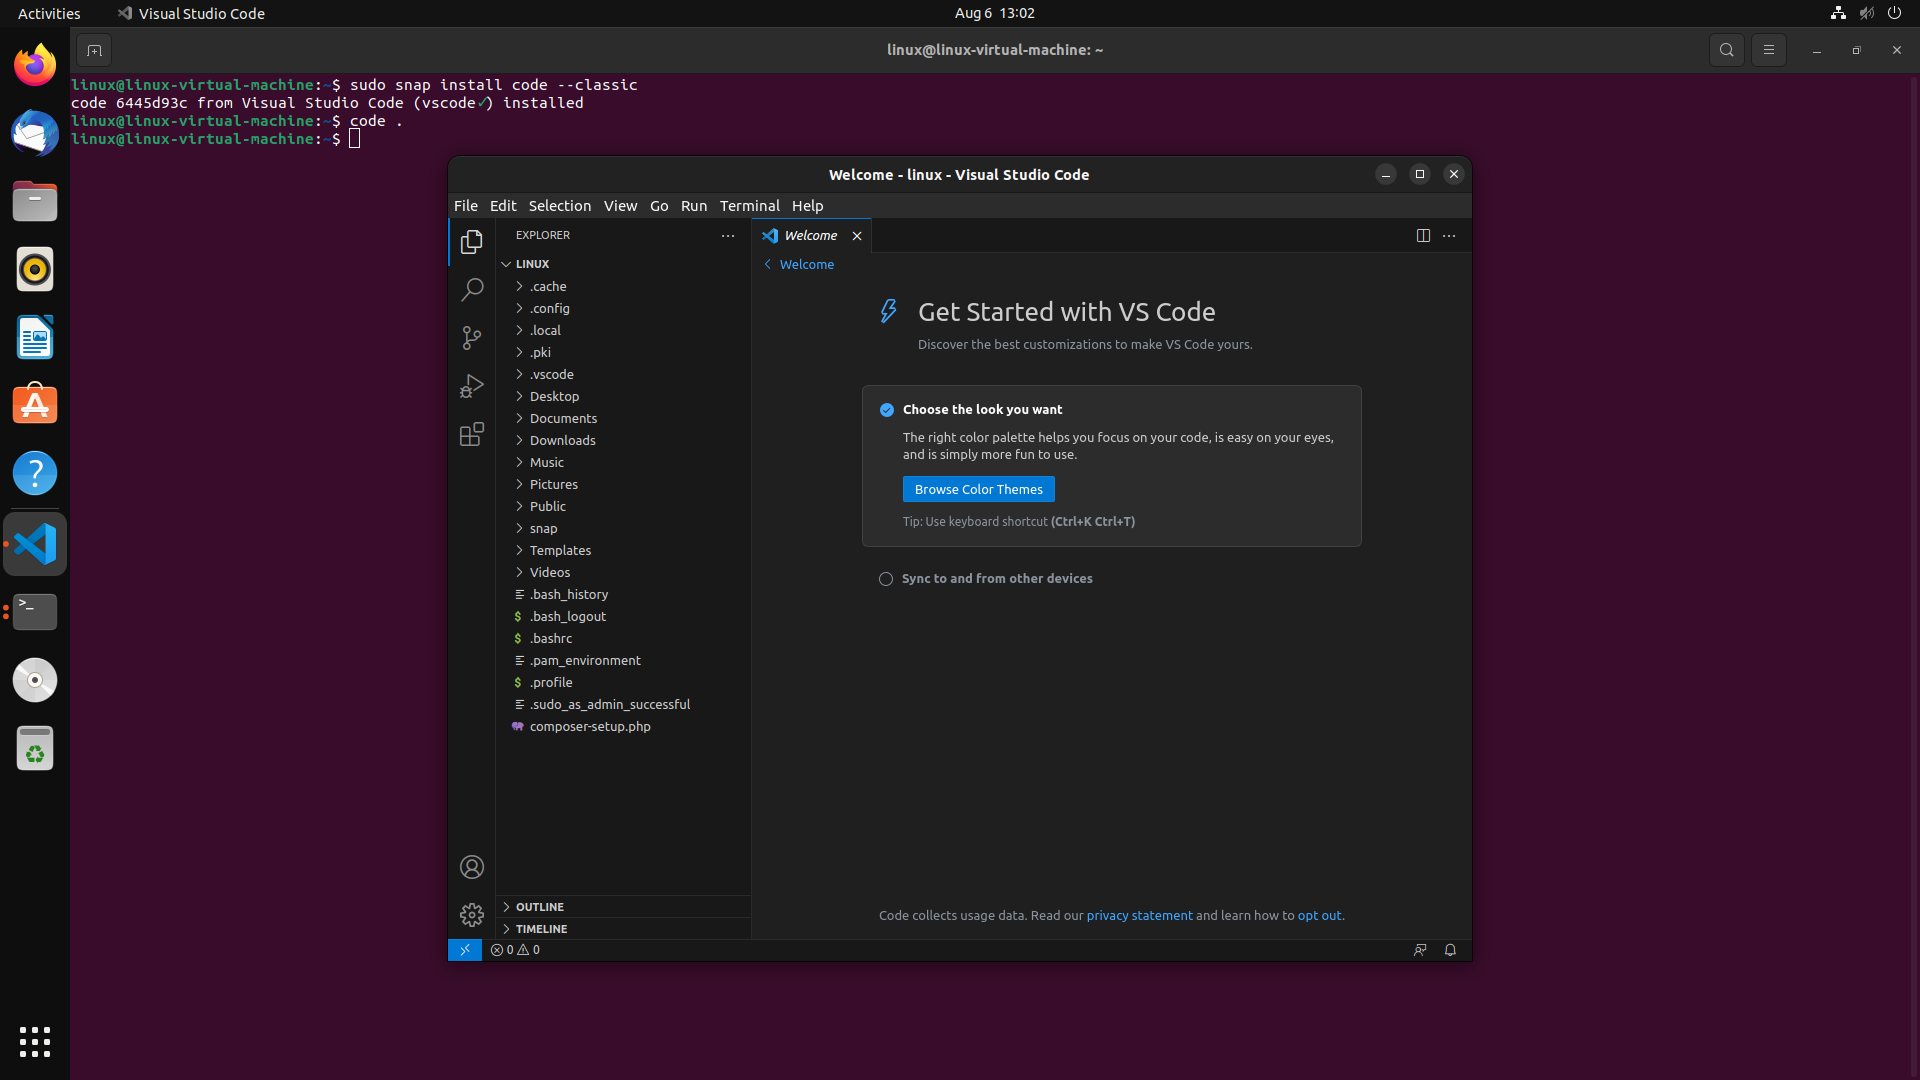 Activities
Visual Studio Code
Aug 6 13:02
linux@linux-virtual-machine: ~
linux@linux-virtual-machine:~$ sudo snap install code --classic
code 6445d93c from Visual Studio Code (vscode✓) installed
linux@linux-virtual-machine:~$ code .
linux@linux-virtual-machine:~$
Welcome - linux - Visual Studio Code
File Edit Selection View Go Run Terminal Help
EXPLORER
LINUX
.cache
.config
.local
.pki
.vscode
Desktop
Documents
Downloads
Music
Pictures
Public
snap
Templates
Videos
.bash_history
$ .bash_logout
$ .bashrc
.pam_environment
$ .profile
.sudo_as_admin_successful
composer-setup.php
OUTLINE
TIMELINE
Welcome
Welcome
Get Started with VS Code
Discover the best customizations to make VS Code yours.
Choose the look you want
The right color palette helps you focus on your code, is easy on your eyes,
and is simply more fun to use.
Browse Color Themes
Tip: Use keyboard shortcut (Ctrl+K Ctrl+T)
Sync to and from other devices
Code collects usage data. Read our privacy statement and learn how to opt out.
0 0